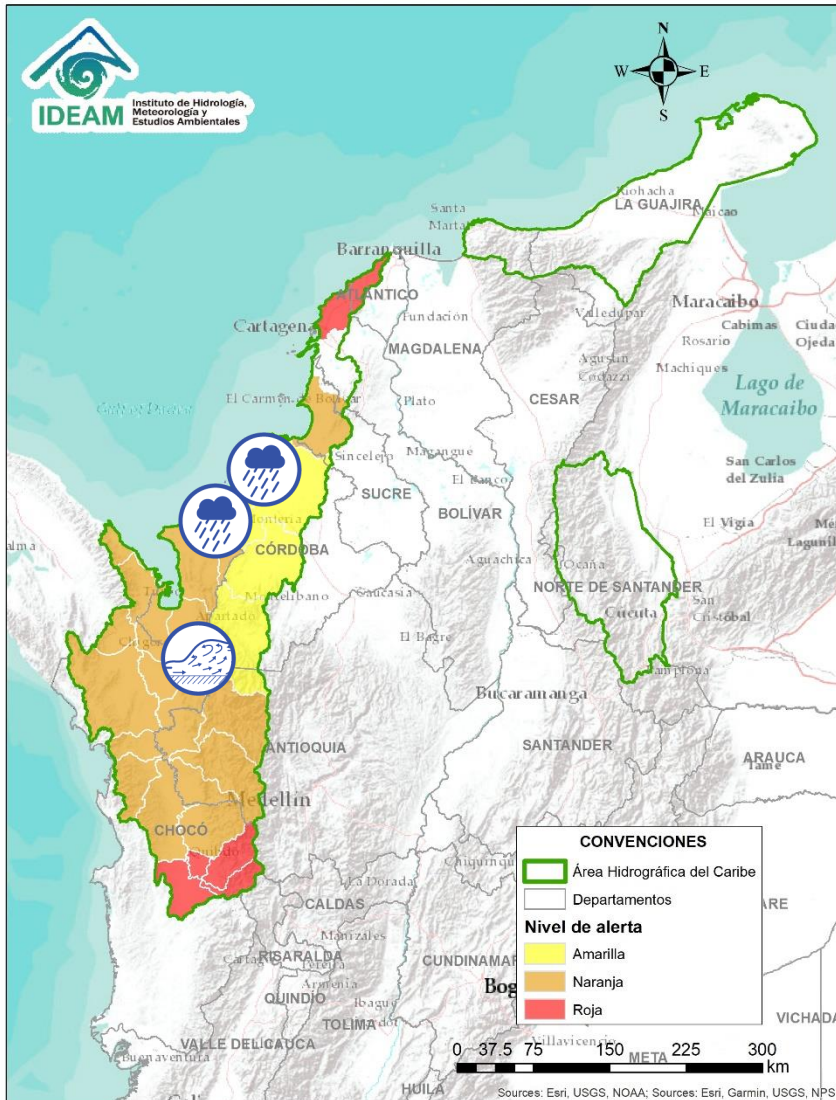 IDEAM
Instituto de Hidrología,
Meteorología y
Estudios Ambientales
N
W
E
S
Riohacha
LA GUAJIRA
Maicao
Santa
Barranquilla
ATLÁNTICO
Maracaibo
Cartagena
Fundación
Valledupar
Cabimas
Ciudad
Ojeda
Rosario
MAGDALENA
Machiques
Agustín
Codazzi
CESAR
Lago de
Maracaibo
El Carmen de Bolívar
Plato
Sincelejo
Magangué
San Carlos
del Zulia
El Banco
SUCRE
BOLÍVAR
El Vigía
Montería
CÓRDOBA
Aguachica
Ocaña
NORTE DE SANTANDER
Montelíbano
Caucasia
Cúcuta
San
Cristóbal
Apartadó
El Bagre
Pamplona
Bucaramanga
ANTIOQUIA
SANTANDER
ARAUCA
Tame
Medellín
CHOCÓ
Quibdó
La Dorada
CALDAS
Manizales
RISARALDA
Pereira
Armenia
QUINDÍO
Ibagué
TOLIMA
VALLE DEL CAUCA
Buenaventura
HUILA
Villavicencio
META
VICHADA
CONVENCIONES
Área Hidrográfica del Caribe
Departamentos
Nivel de alerta
Amarilla
Naranja
Roja
0 37.5 75 150 225 300
km
Sources: Esri, USGS, NOAA; Sources: Esri, Garmin, USGS, NPS